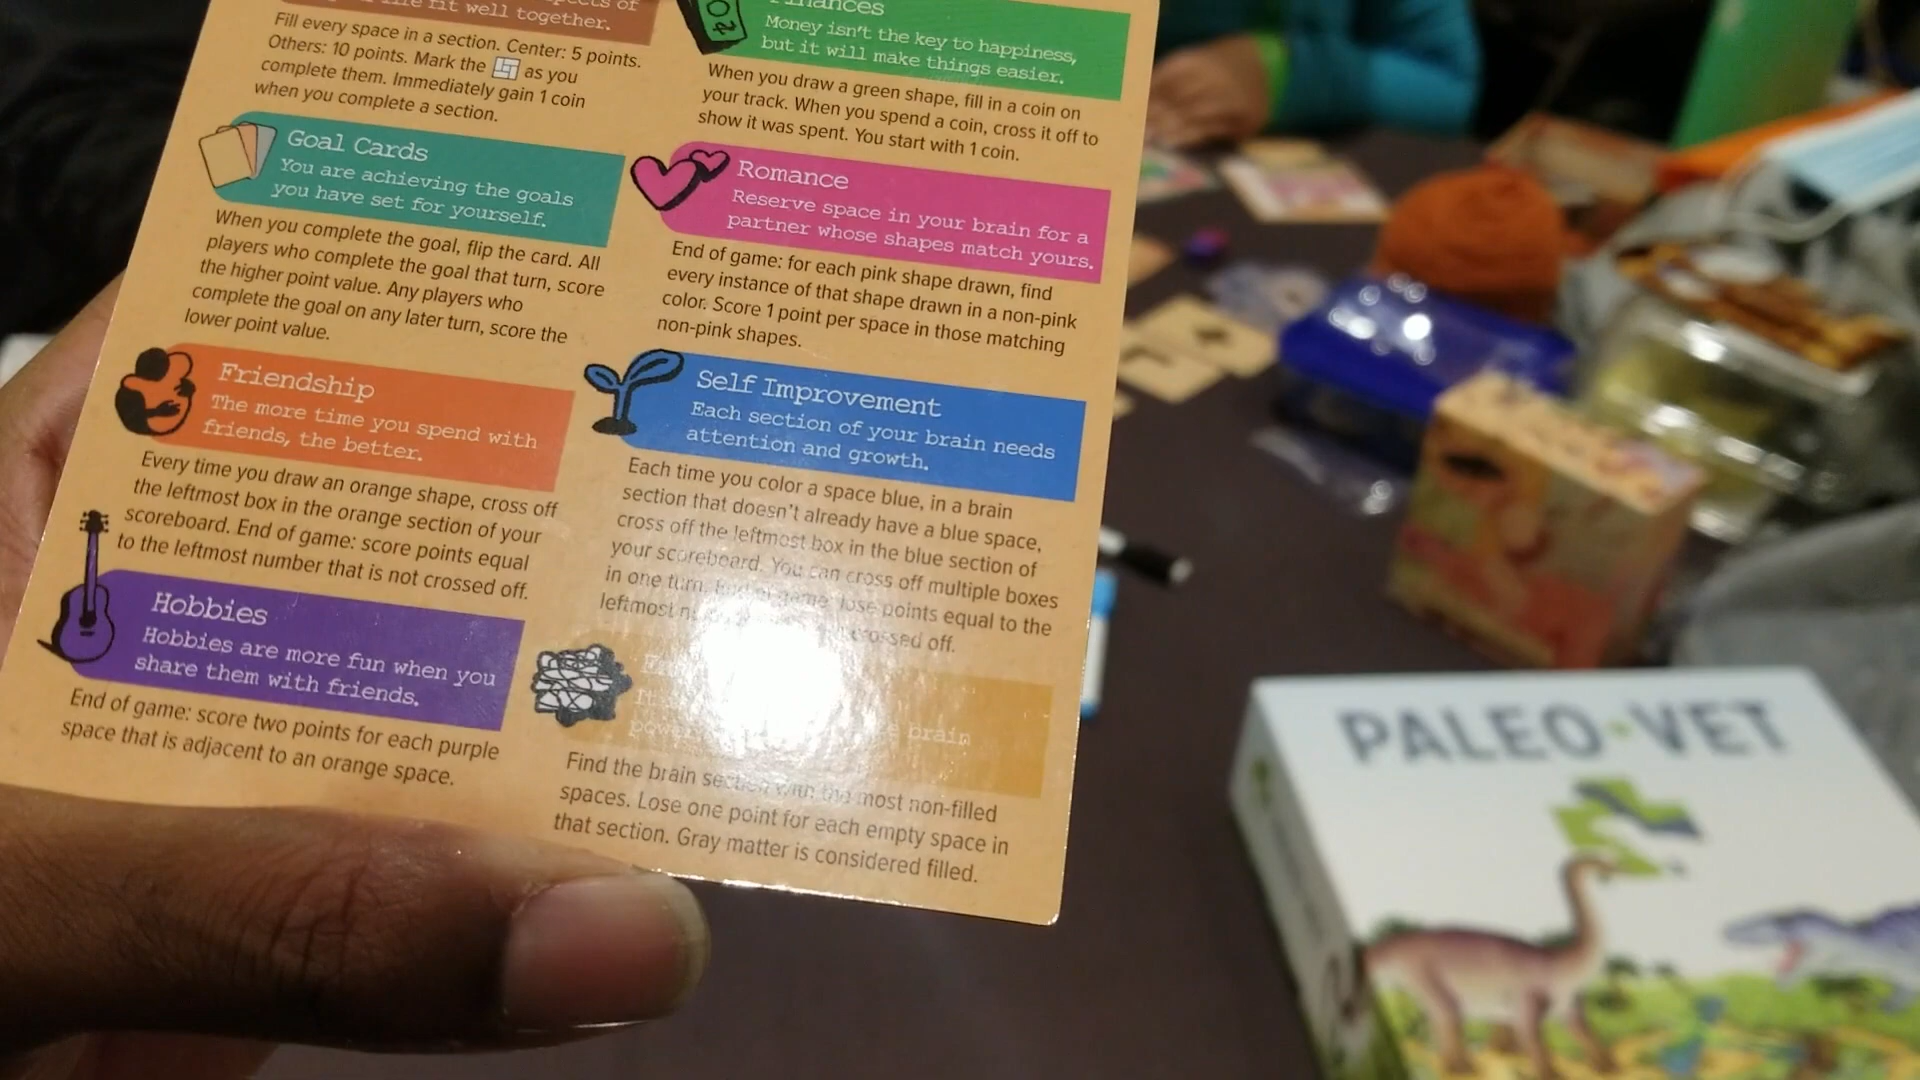 fit well together.
Fill every space in a section. Center: 5 points.
Others: 10 points. Mark the as you
complete them. Immediately gain 1 coin
when you complete a section.
Goal Cards
You are achieving the goals
you have set for yourself.
When you complete the goal, flip the card. All
players who complete the goal that turn, score
the higher point value. Any players who
complete the goal on any later turn, score the
lower point value.
Friendship
The more time you spend with
friends, the better.
Every time you draw an orange shape, cross off
the leftmost box in the orange section of your
scoreboard. End of game: score points equal
to the leftmost number that is not crossed off.
Hobbies
Hobbies are more fun when you
share them with friends.
End of game: score two points for each purple
space that is adjacent to an orange space.
Finances
Money isn't the key to happiness,
but it will make things easier.
When you draw a green shape, fill in a coin on
your track. When you spend a coin, cross it off to
show it was spent. You start with 1 coin.
Romance
Reserve space in your brain for a
partner whose shapes match yours.
End of game: for each pink shape drawn, find
every instance of that shape drawn in a non-pink
color. Score 1 point per space in those matching
non-pink shapes.
Self Improvement
Each section of your brain needs
attention and growth.
Each time you color a space blue, in a brain
section that doesn't already have a blue space,
cross off the leftmost box in the blue section of
your scoreboard. You can cross off multiple boxes
in one turn. End of game: lose points equal to the
leftmost crossed off.
brain
Find the brain section with the most non-filled
spaces. Lose one point for each empty space in
that section. Gray matter is considered filled.
PALEO-VET